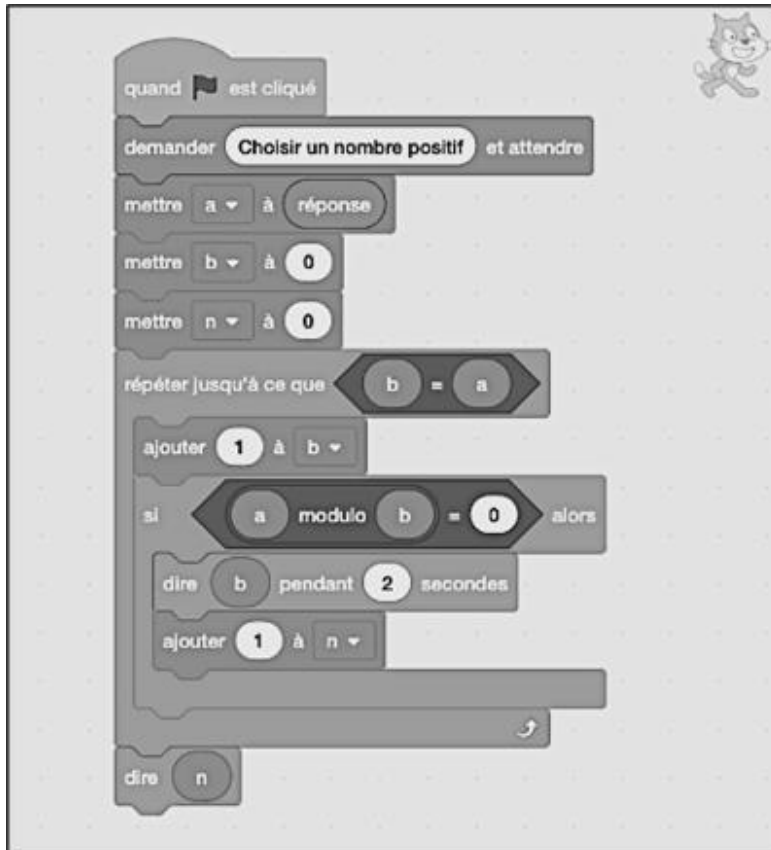 quand est cliqué
demander Choisir un nombre positif et attendre
mettre a à réponse
mettre b à 0
mettre n à 0
répéter jusqu'à ce que b = a
ajouter 1 à b
si a modulo b = 0 alors
dire b pendant 2 secondes
ajouter 1 à n
dire n